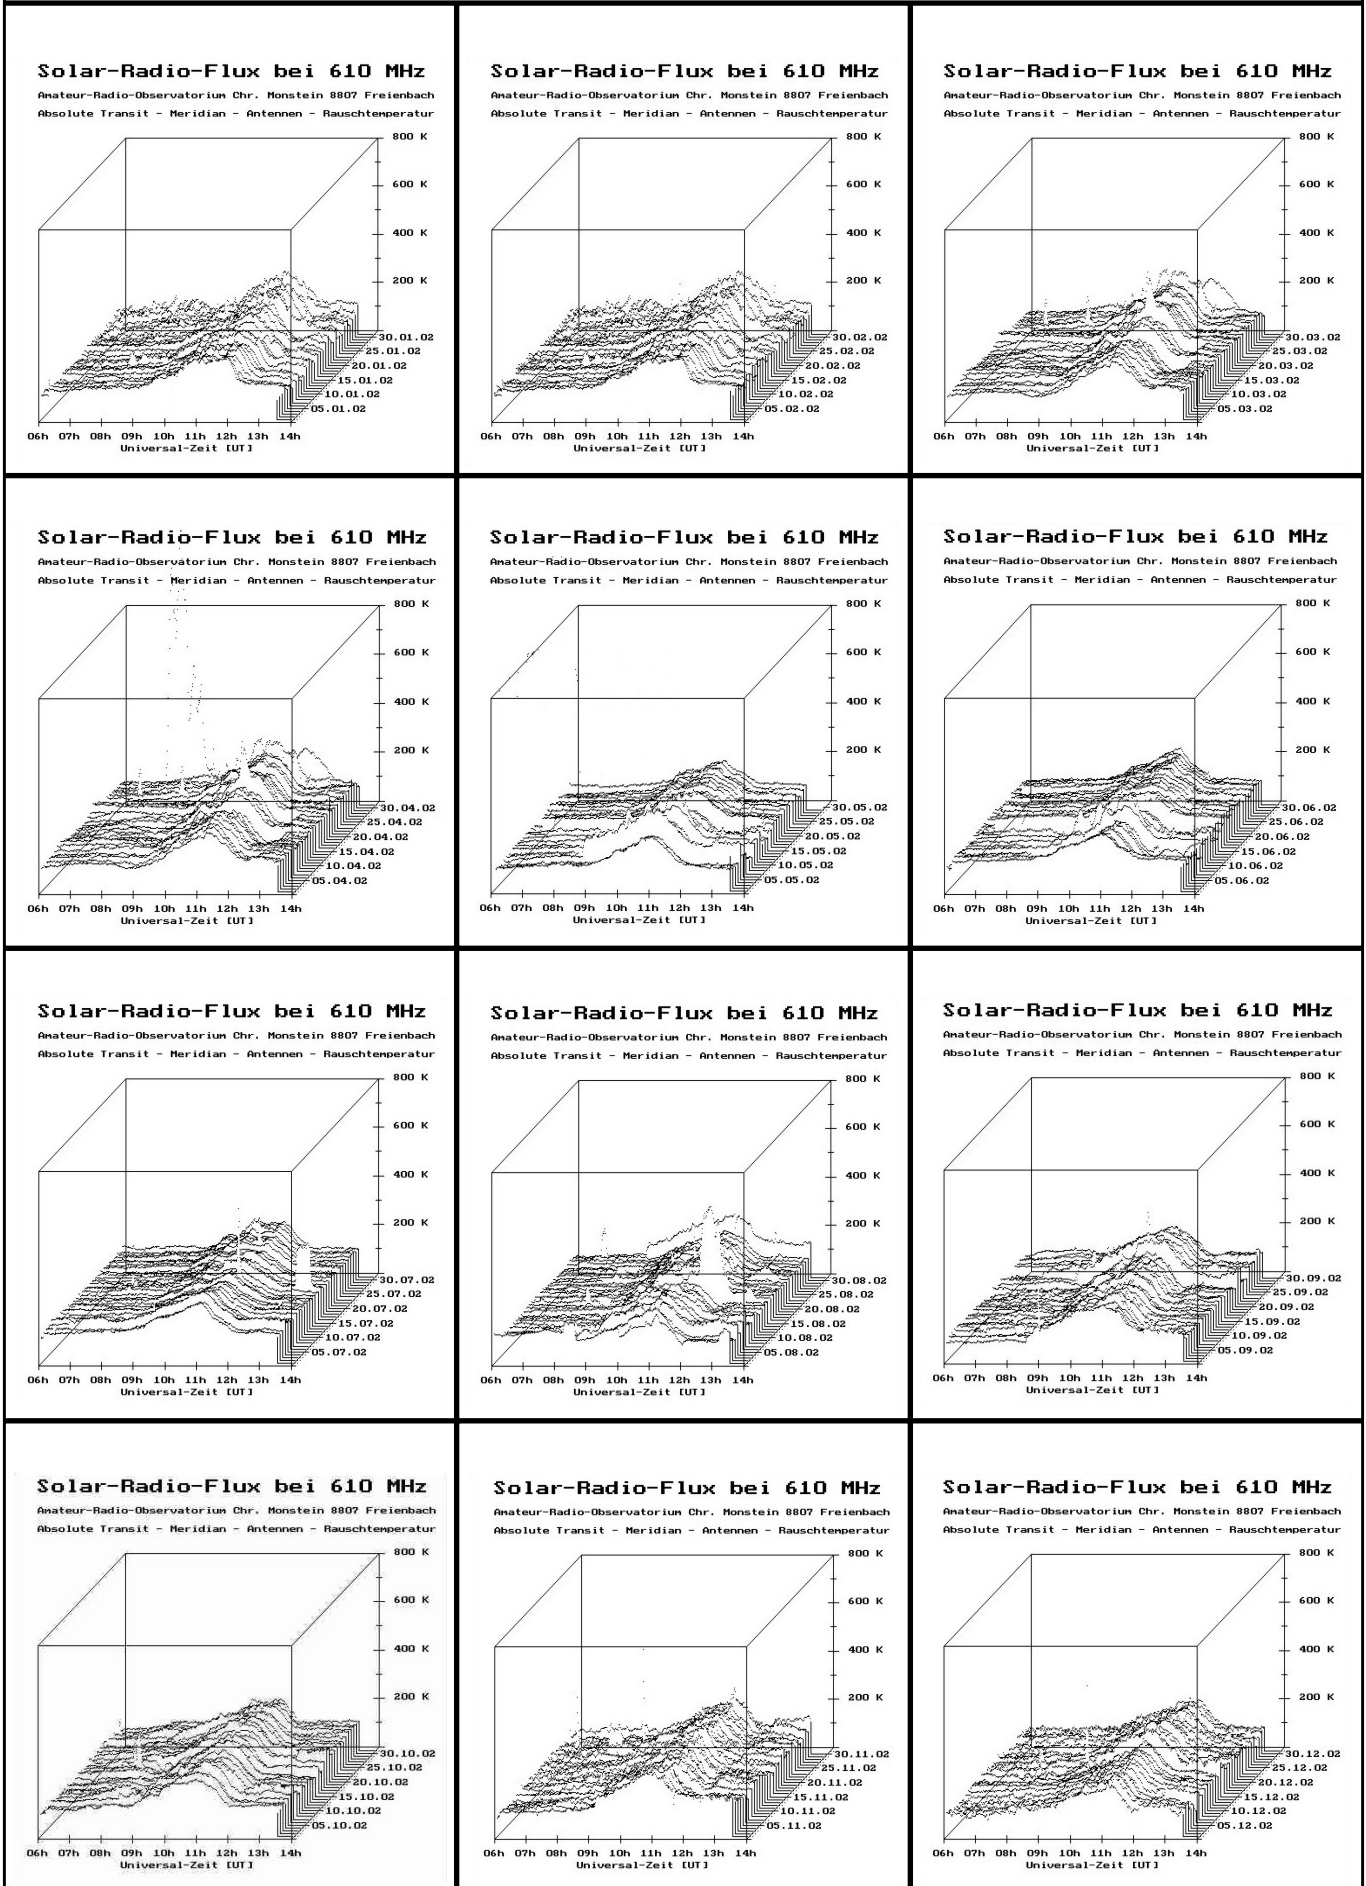 Solar-Radio-Flux bei 610 MHz
Amateur-Radio-Observatorium Chr. Monstein 8807 Freienbach
Absolute Transit - Meridian - Antennen - Rauschtemperatur
800 K
600 K
400 K
200 K
30.01.02
25.01.02
20.01.02
15.01.02
10.01.02
05.01.02
06h 07h 08h 09h 10h 11h 12h 13h 14h
Universal-Zeit [UT]
Solar-Radio-Flux bei 610 MHz
Amateur-Radio-Observatorium Chr. Monstein 8807 Freienbach
Absolute Transit - Meridian - Antennen - Rauschtemperatur
800 K
600 K
400 K
200 K
30.02.02
25.02.02
20.02.02
15.02.02
10.02.02
05.02.02
06h 07h 08h 09h 10h 11h 12h 13h 14h
Universal-Zeit [UT]
Solar-Radio-Flux bei 610 MHz
Amateur-Radio-Observatorium Chr. Monstein 8807 Freienbach
Absolute Transit - Meridian - Antennen - Rauschtemperatur
800 K
600 K
400 K
200 K
30.03.02
25.03.02
20.03.02
15.03.02
10.03.02
05.03.02
06h 07h 08h 09h 10h 11h 12h 13h 14h
Universal-Zeit [UT]
Solar-Radio-Flux bei 610 MHz
Amateur-Radio-Observatorium Chr. Monstein 8807 Freienbach
Absolute Transit - Meridian - Antennen - Rauschtemperatur
800 K
600 K
400 K
200 K
30.04.02
25.04.02
20.04.02
15.04.02
10.04.02
05.04.02
06h 07h 08h 09h 10h 11h 12h 13h 14h
Universal-Zeit [UT]
Solar-Radio-Flux bei 610 MHz
Amateur-Radio-Observatorium Chr. Monstein 8807 Freienbach
Absolute Transit - Meridian - Antennen - Rauschtemperatur
800 K
600 K
400 K
200 K
30.05.02
25.05.02
20.05.02
15.05.02
10.05.02
05.05.02
06h 07h 08h 09h 10h 11h 12h 13h 14h
Universal-Zeit [UT]
Solar-Radio-Flux bei 610 MHz
Amateur-Radio-Observatorium Chr. Monstein 8807 Freienbach
Absolute Transit - Meridian - Antennen - Rauschtemperatur
800 K
600 K
400 K
200 K
30.06.02
25.06.02
20.06.02
15.06.02
10.06.02
05.06.02
06h 07h 08h 09h 10h 11h 12h 13h 14h
Universal-Zeit [UT]
Solar-Radio-Flux bei 610 MHz
Amateur-Radio-Observatorium Chr. Monstein 8807 Freienbach
Absolute Transit - Meridian - Antennen - Rauschtemperatur
800 K
600 K
400 K
200 K
30.07.02
25.07.02
20.07.02
15.07.02
10.07.02
05.07.02
06h 07h 08h 09h 10h 11h 12h 13h 14h
Universal-Zeit [UT]
Solar-Radio-Flux bei 610 MHz
Amateur-Radio-Observatorium Chr. Monstein 8807 Freienbach
Absolute Transit - Meridian - Antennen - Rauschtemperatur
800 K
600 K
400 K
200 K
30.08.02
25.08.02
20.08.02
15.08.02
10.08.02
05.08.02
06h 07h 08h 09h 10h 11h 12h 13h 14h
Universal-Zeit [UT]
Solar-Radio-Flux bei 610 MHz
Amateur-Radio-Observatorium Chr. Monstein 8807 Freienbach
Absolute Transit - Meridian - Antennen - Rauschtemperatur
800 K
600 K
400 K
200 K
30.09.02
25.09.02
20.09.02
15.09.02
10.09.02
05.09.02
06h 07h 08h 09h 10h 11h 12h 13h 14h
Universal-Zeit [UT]
Solar-Radio-Flux bei 610 MHz
Amateur-Radio-Observatorium Chr. Monstein 8807 Freienbach
Absolute Transit - Meridian - Antennen - Rauschtemperatur
800 K
600 K
400 K
200 K
30.10.02
25.10.02
20.10.02
15.10.02
10.10.02
05.10.02
06h 07h 08h 09h 10h 11h 12h 13h 14h
Universal-Zeit [UT]
Solar-Radio-Flux bei 610 MHz
Amateur-Radio-Observatorium Chr. Monstein 8807 Freienbach
Absolute Transit - Meridian - Antennen - Rauschtemperatur
800 K
600 K
400 K
200 K
30.11.02
25.11.02
20.11.02
15.11.02
10.11.02
05.11.02
06h 07h 08h 09h 10h 11h 12h 13h 14h
Universal-Zeit [UT]
Solar-Radio-Flux bei 610 MHz
Amateur-Radio-Observatorium Chr. Monstein 8807 Freienbach
Absolute Transit - Meridian - Antennen - Rauschtemperatur
800 K
600 K
400 K
200 K
30.12.02
25.12.02
20.12.02
15.12.02
10.12.02
05.12.02
06h 07h 08h 09h 10h 11h 12h 13h 14h
Universal-Zeit [UT]